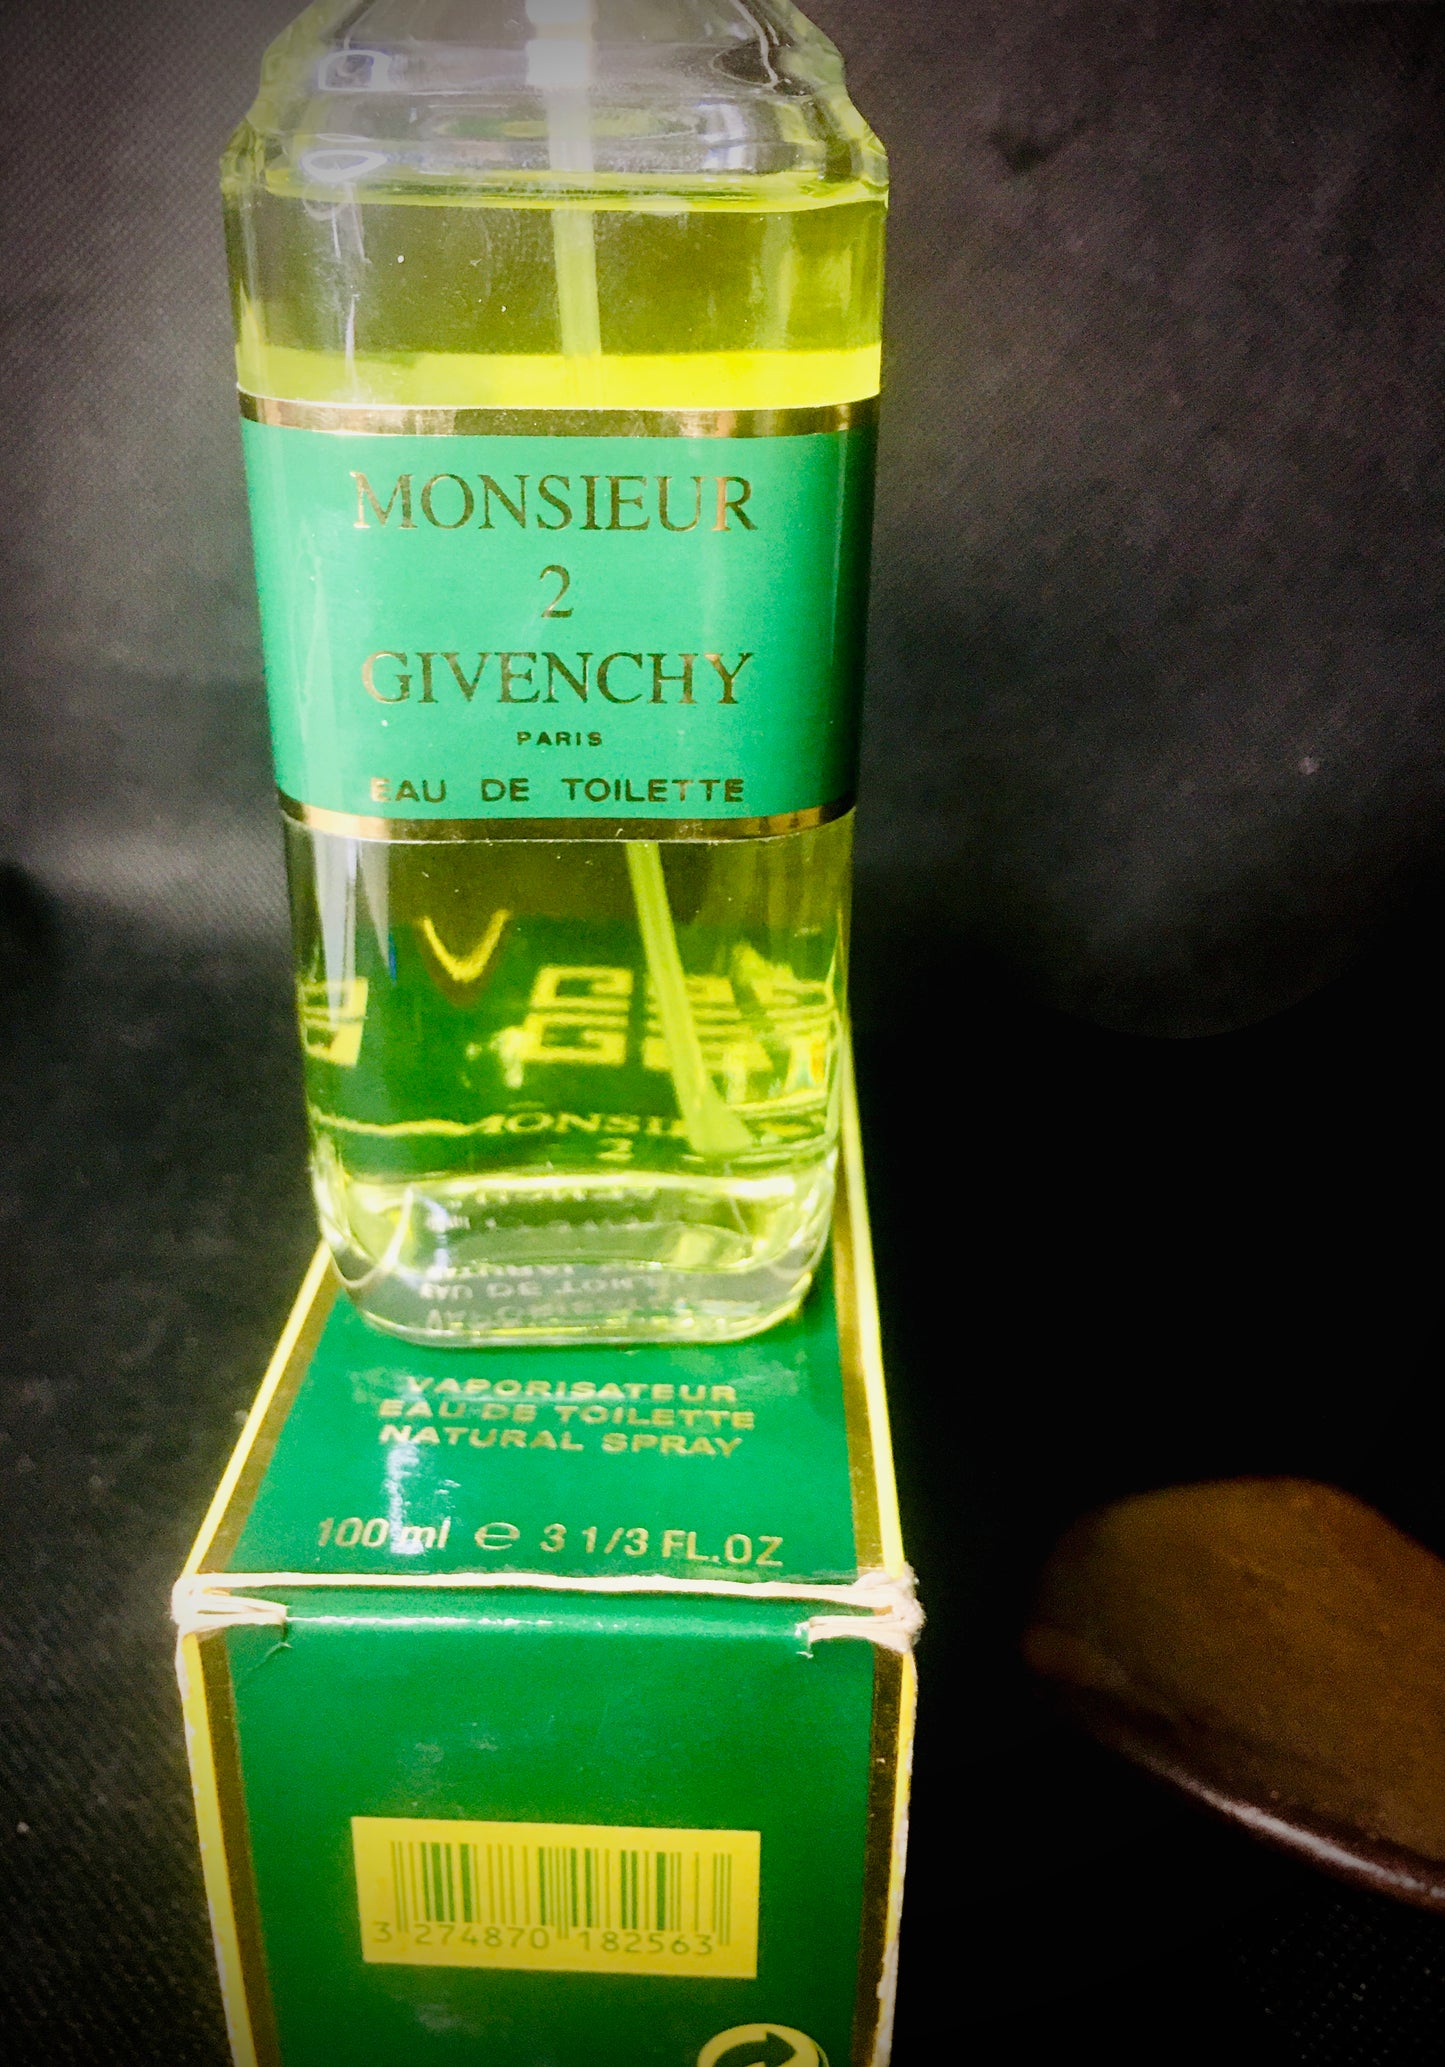 MONSIEUR
2
GIVENCHY
PARIS
EAU DE TOILETTE
2
VAPORISATEUR
EAU DE TOILETTE
NATURAL SPRAY
100 ml e 3 1/3 FL.OZ
3 274870 182563